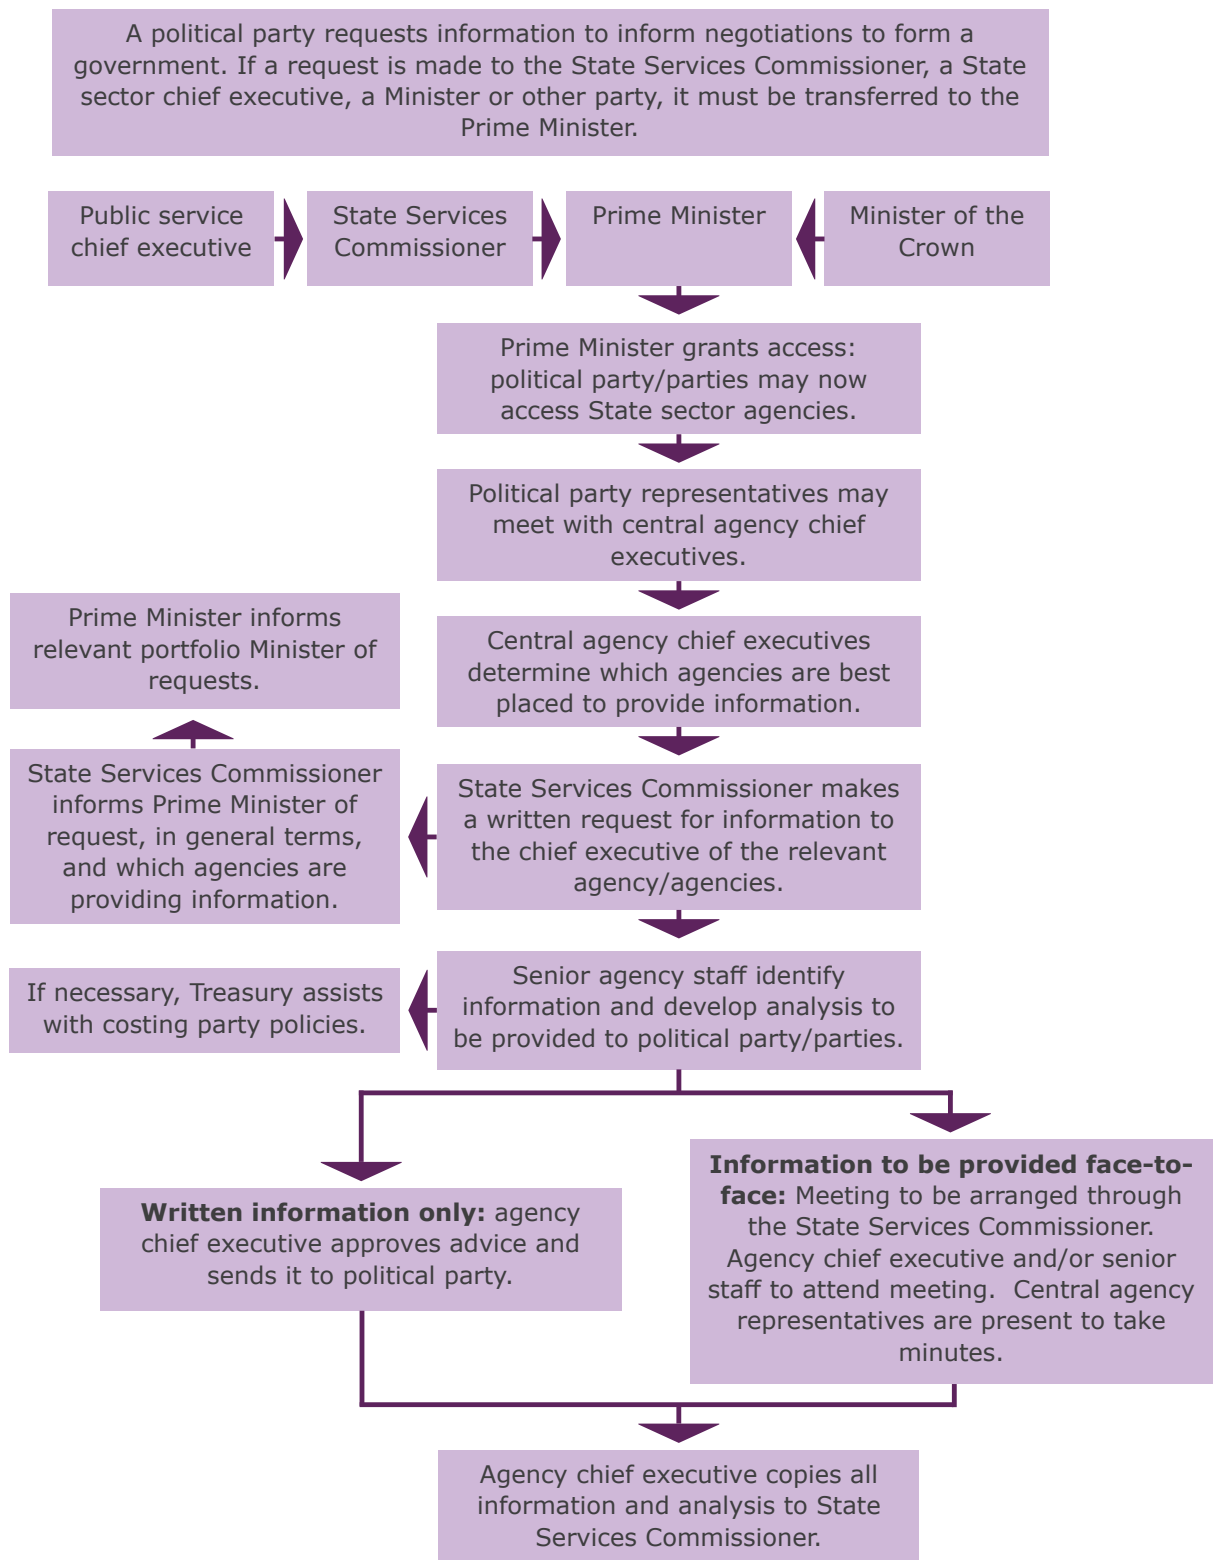 A political party requests information to inform negotiations to form a
government. If a request is made to the State Services Commissioner, a State
sector chief executive, a Minister or other party, it must be transferred to the
Prime Minister.
Public service
chief executive
State Services
Commissioner
Prime Minister
Minister of the
Crown
Prime Minister grants access:
political party/parties may now
access State sector agencies.
Political party representatives may
meet with central agency chief
executives.
Central agency chief executives
determine which agencies are best
placed to provide information.
Prime Minister informs
relevant portfolio Minister of
requests.
State Services Commissioner
informs Prime Minister of
request, in general terms,
and which agencies are
providing information.
State Services Commissioner makes
a written request for information to
the chief executive of the relevant
agency/agencies.
If necessary, Treasury assists
with costing party policies.
Senior agency staff identify
information and develop analysis to
be provided to political party/parties.
Written information only: agency
chief executive approves advice and
sends it to political party.
Information to be provided face-to-
face: Meeting to be arranged through
the State Services Commissioner.
Agency chief executive and/or senior
staff to attend meeting.  Central agency
representatives are present to take
minutes.
Agency chief executive copies all
information and analysis to State
Services Commissioner.